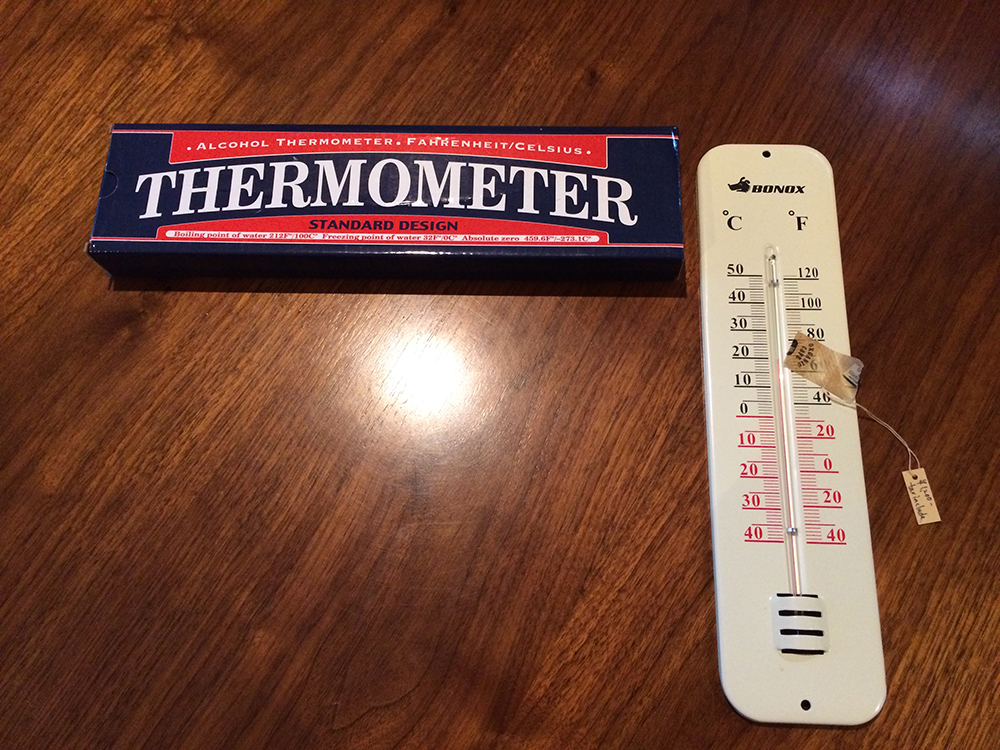 • ALCOHOL THERMOMETER • FAHRENHEIT/CELSIUS •
THERMOMETER
STANDARD DESIGN
Boiling point of water 212F°/100C° Freezing point of water 32F°/0C° Absolute zero 459.6F°/-273.1C°
BONOX
°C °F
50 120
40 100
30 80
20 6
10 40
0
10 20
20 0
30 20
40 40